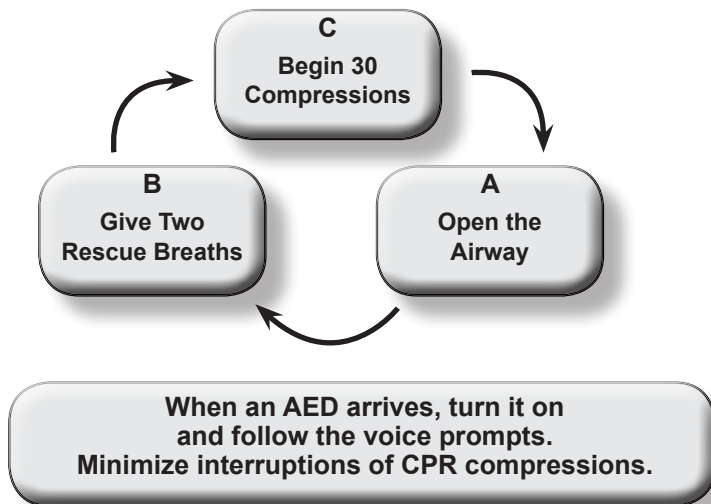 C
Begin 30
Compressions
B
Give Two
Rescue Breaths
A
Open the
Airway
When an AED arrives, turn it on
and follow the voice prompts.
Minimize interruptions of CPR compressions.